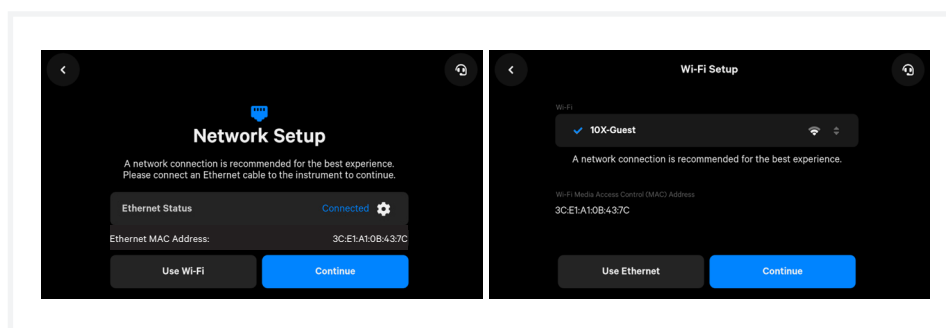 Network Setup
A network connection is recommended for the best experience.
Please connect an Ethernet cable to the instrument to continue.
Ethernet Status Connected
Ethernet MAC Address: 3C:E1:A1:0B:43:7C
Use Wi-Fi Continue
Wi-Fi Setup
Wi-Fi
10X-Guest
A network connection is recommended for the best experience.
Wi-Fi Media Access Control (MAC) Address
3C:E1:A1:0B:43:7C
Use Ethernet Continue